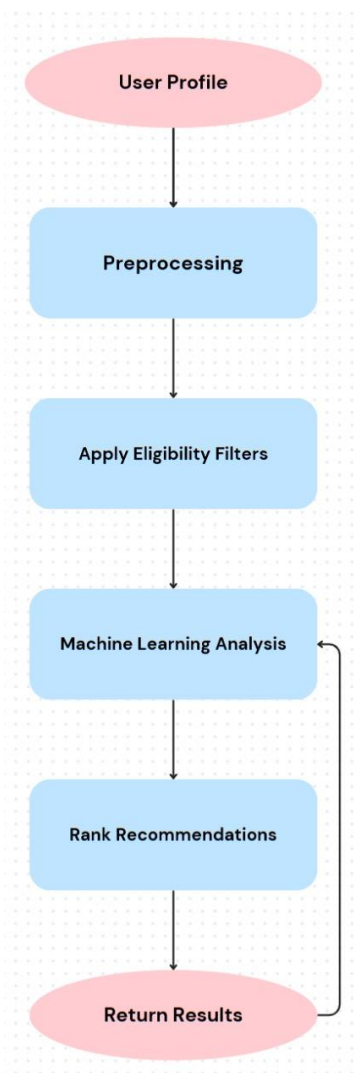 User Profile
Preprocessing
Apply Eligibility Filters
Machine Learning Analysis
Rank Recommendations
Return Results